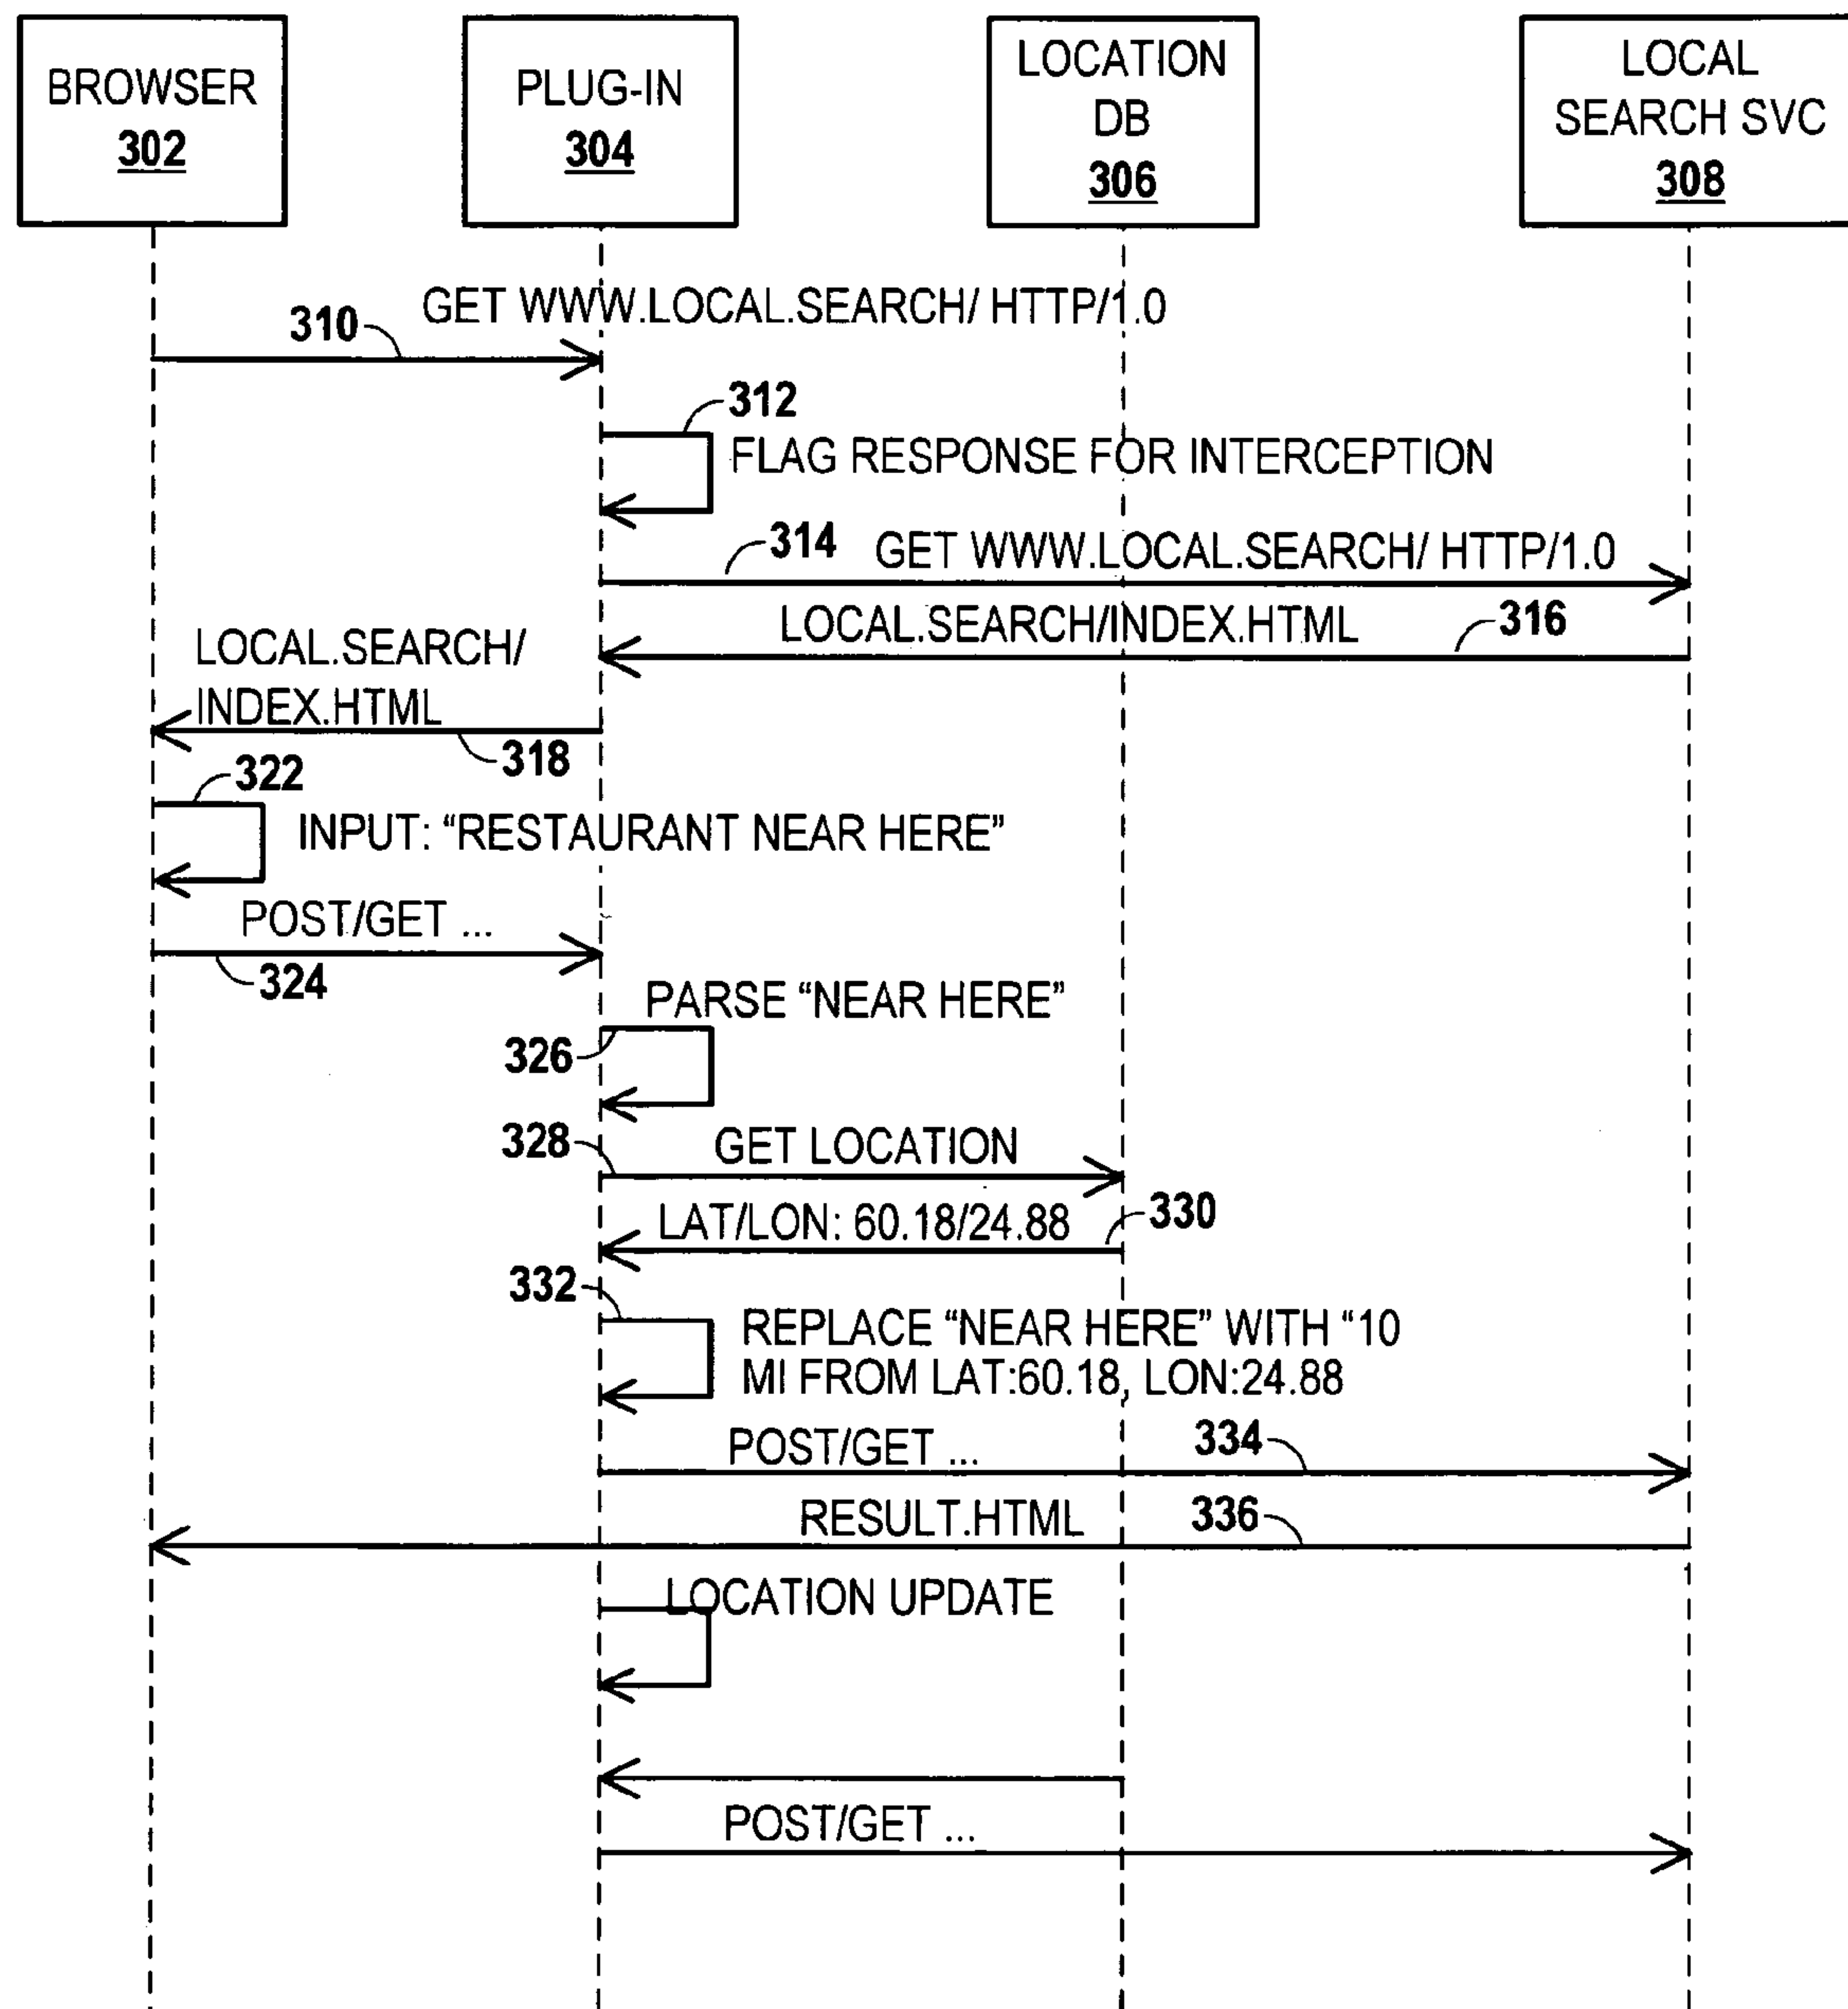 BROWSER
302
PLUG-IN
304
LOCATION
DB
306
LOCAL
SEARCH SVC
308
GET WWW.LOCAL.SEARCH/ HTTP/1.0
310
312
FLAG RESPONSE FOR INTERCEPTION
314
GET WWW.LOCAL.SEARCH/ HTTP/1.0
LOCAL.SEARCH/INDEX.HTML
316
LOCAL.SEARCH/
INDEX.HTML
318
322
INPUT: “RESTAURANT NEAR HERE”
POST/GET ...
324
PARSE “NEAR HERE”
326
328
GET LOCATION
LAT/LON: 60.18/24.88
330
332
REPLACE “NEAR HERE” WITH “10
MI FROM LAT:60.18, LON:24.88
POST/GET ...
334
RESULT.HTML
336
LOCATION UPDATE
POST/GET ...